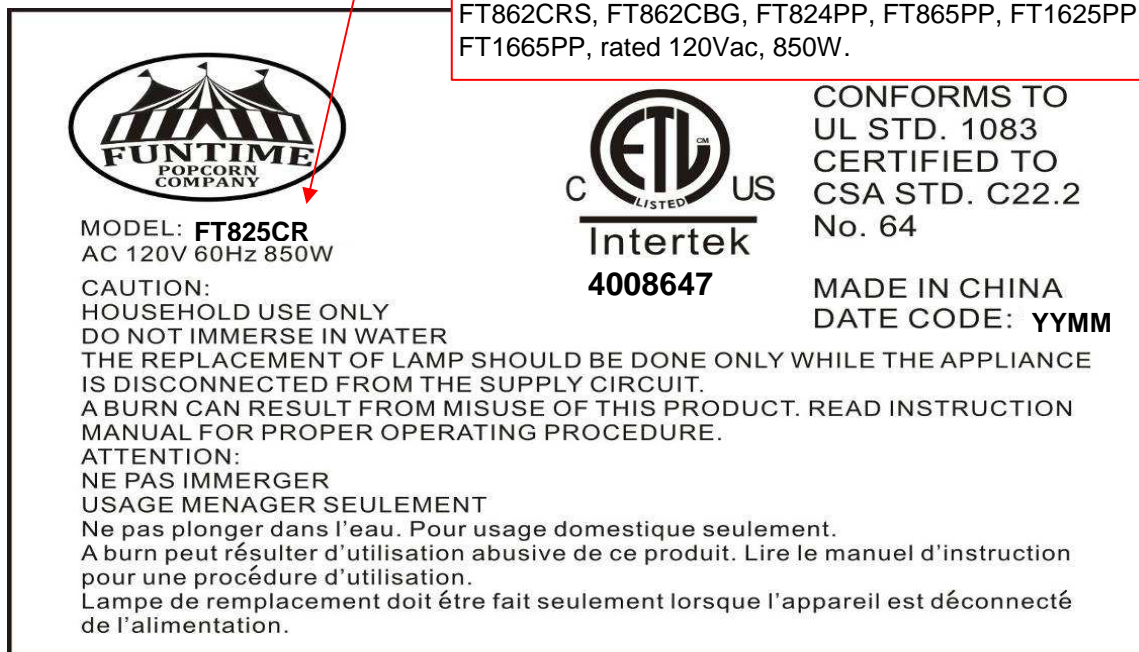 FT862CRS, FT862CBG, FT824PP, FT865PP, FT1625PP
FT1665PP, rated 120Vac, 850W.
FUNTIME
POPCORN
COMPANY
MODEL: FT825CR
AC 120V 60Hz 850W
C ETL CM US
LISTED
Intertek
4008647
CONFORMS TO
UL STD. 1083
CERTIFIED TO
CSA STD. C22.2
No. 64
MADE IN CHINA
DATE CODE: YYMM
CAUTION:
HOUSEHOLD USE ONLY
DO NOT IMMERSE IN WATER
THE REPLACEMENT OF LAMP SHOULD BE DONE ONLY WHILE THE APPLIANCE
IS DISCONNECTED FROM THE SUPPLY CIRCUIT.
A BURN CAN RESULT FROM MISUSE OF THIS PRODUCT. READ INSTRUCTION
MANUAL FOR PROPER OPERATING PROCEDURE.
ATTENTION:
NE PAS IMMERGER
USAGE MENAGER SEULEMENT
Ne pas plonger dans l'eau. Pour usage domestique seulement.
A burn peut résulter d'utilisation abusive de ce produit. Lire le manuel d'instruction
pour une procédure d'utilisation.
Lampe de remplacement doit étre fait seulement lorsque l'appareil est déconnecté
de l'alimentation.